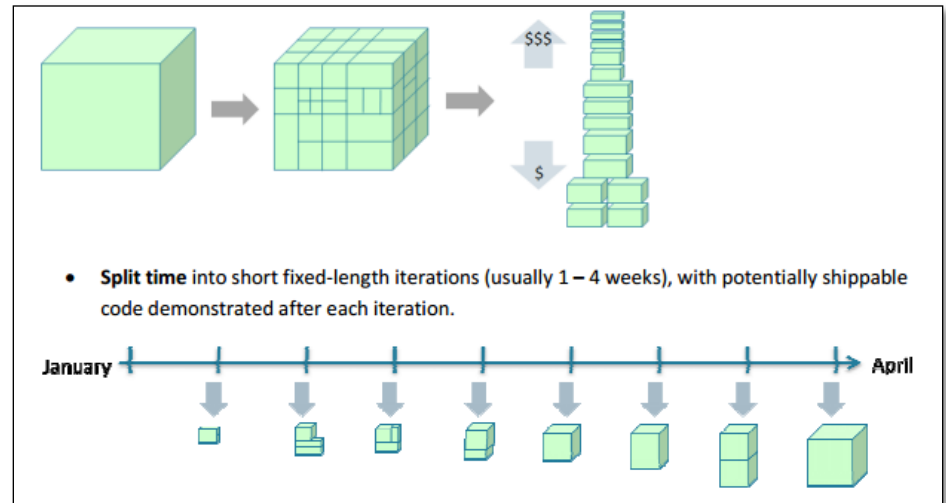 $$$
$
• Split time into short fixed-length iterations (usually 1 – 4 weeks), with potentially shippable
code demonstrated after each iteration.
January
April